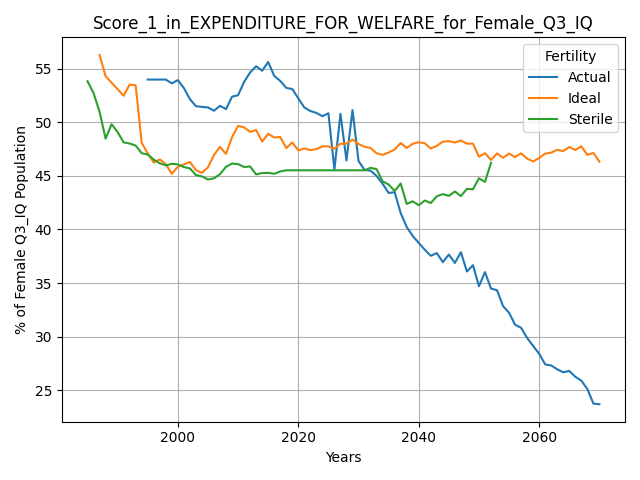 Score_1_in_EXPENDITURE_FOR_WELFARE_for_Female_Q3_IQ
Fertility
Actual
Ideal
Sterile
% of Female Q3_IQ Population
55
50
45
40
35
30
25
2000
2020
2040
2060
Years